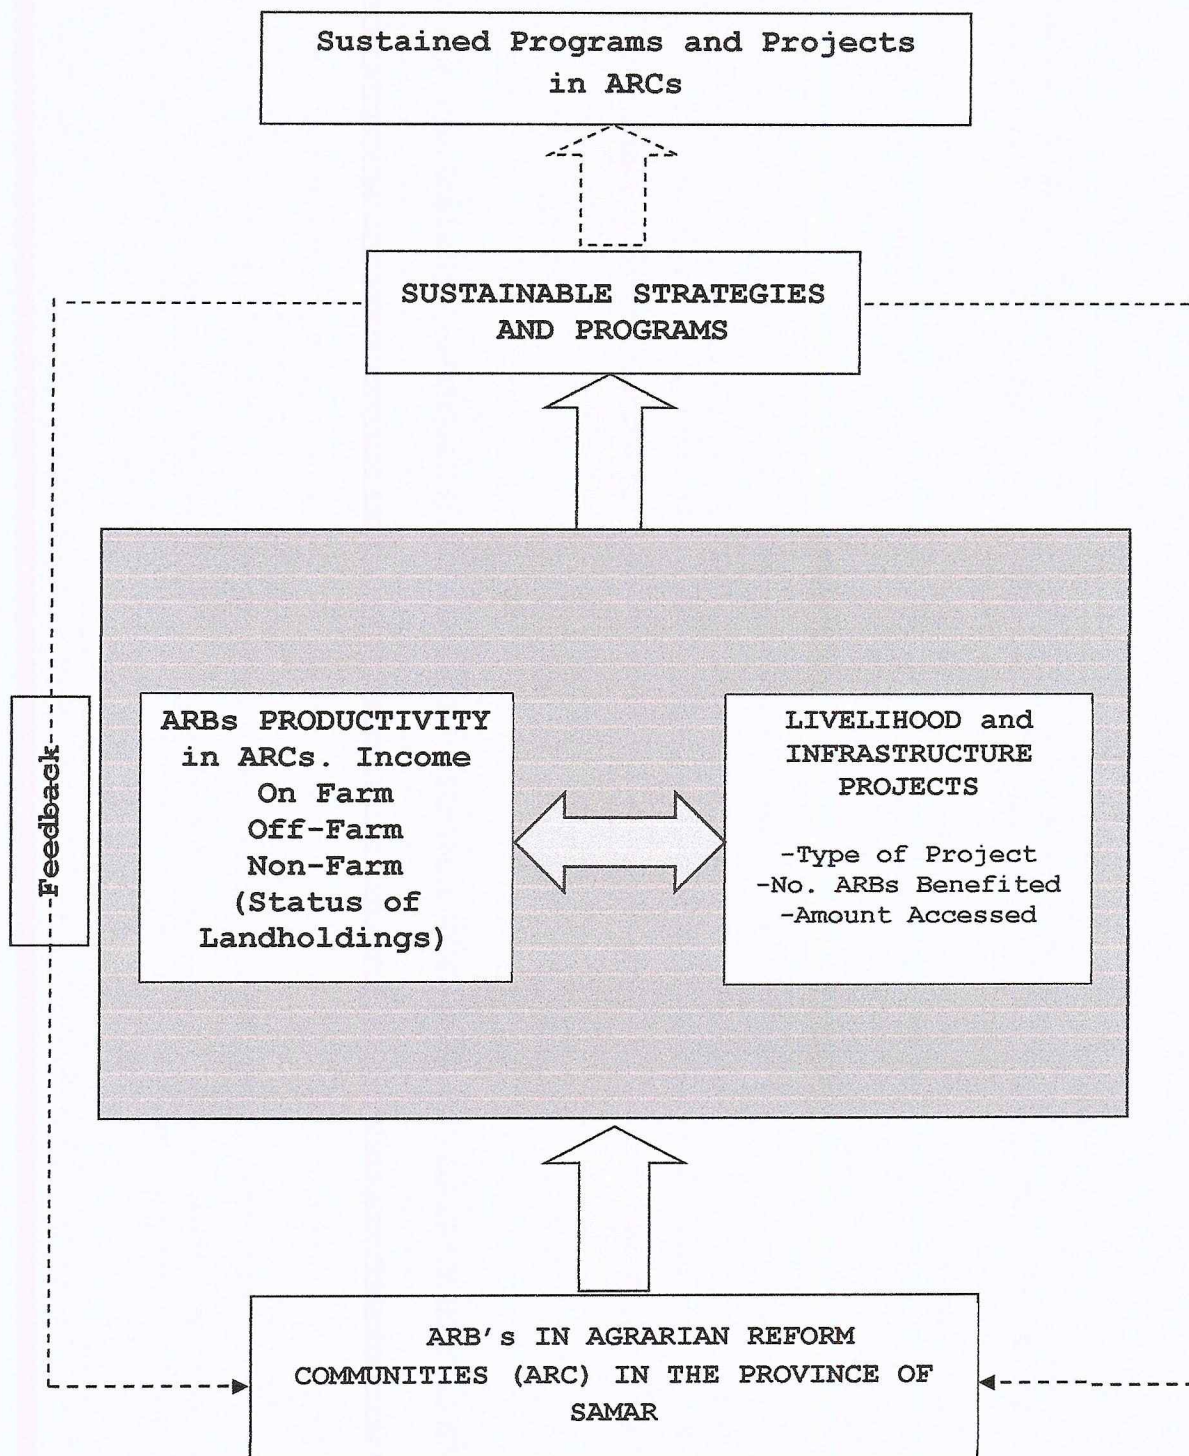 Sustained Programs and Projects
in ARCs
SUSTAINABLE STRATEGIES
AND PROGRAMS
Feedback
ARBs PRODUCTIVITY
in ARCs. Income
On Farm
Off-Farm
Non-Farm
(Status of
Landholdings)
LIVELIHOOD and
INFRASTRUCTURE
PROJECTS
-Type of Project
-No. ARBs Benefited
-Amount Accessed
ARB's IN AGRARIAN REFORM
COMMUNITIES (ARC) IN THE PROVINCE OF
SAMAR